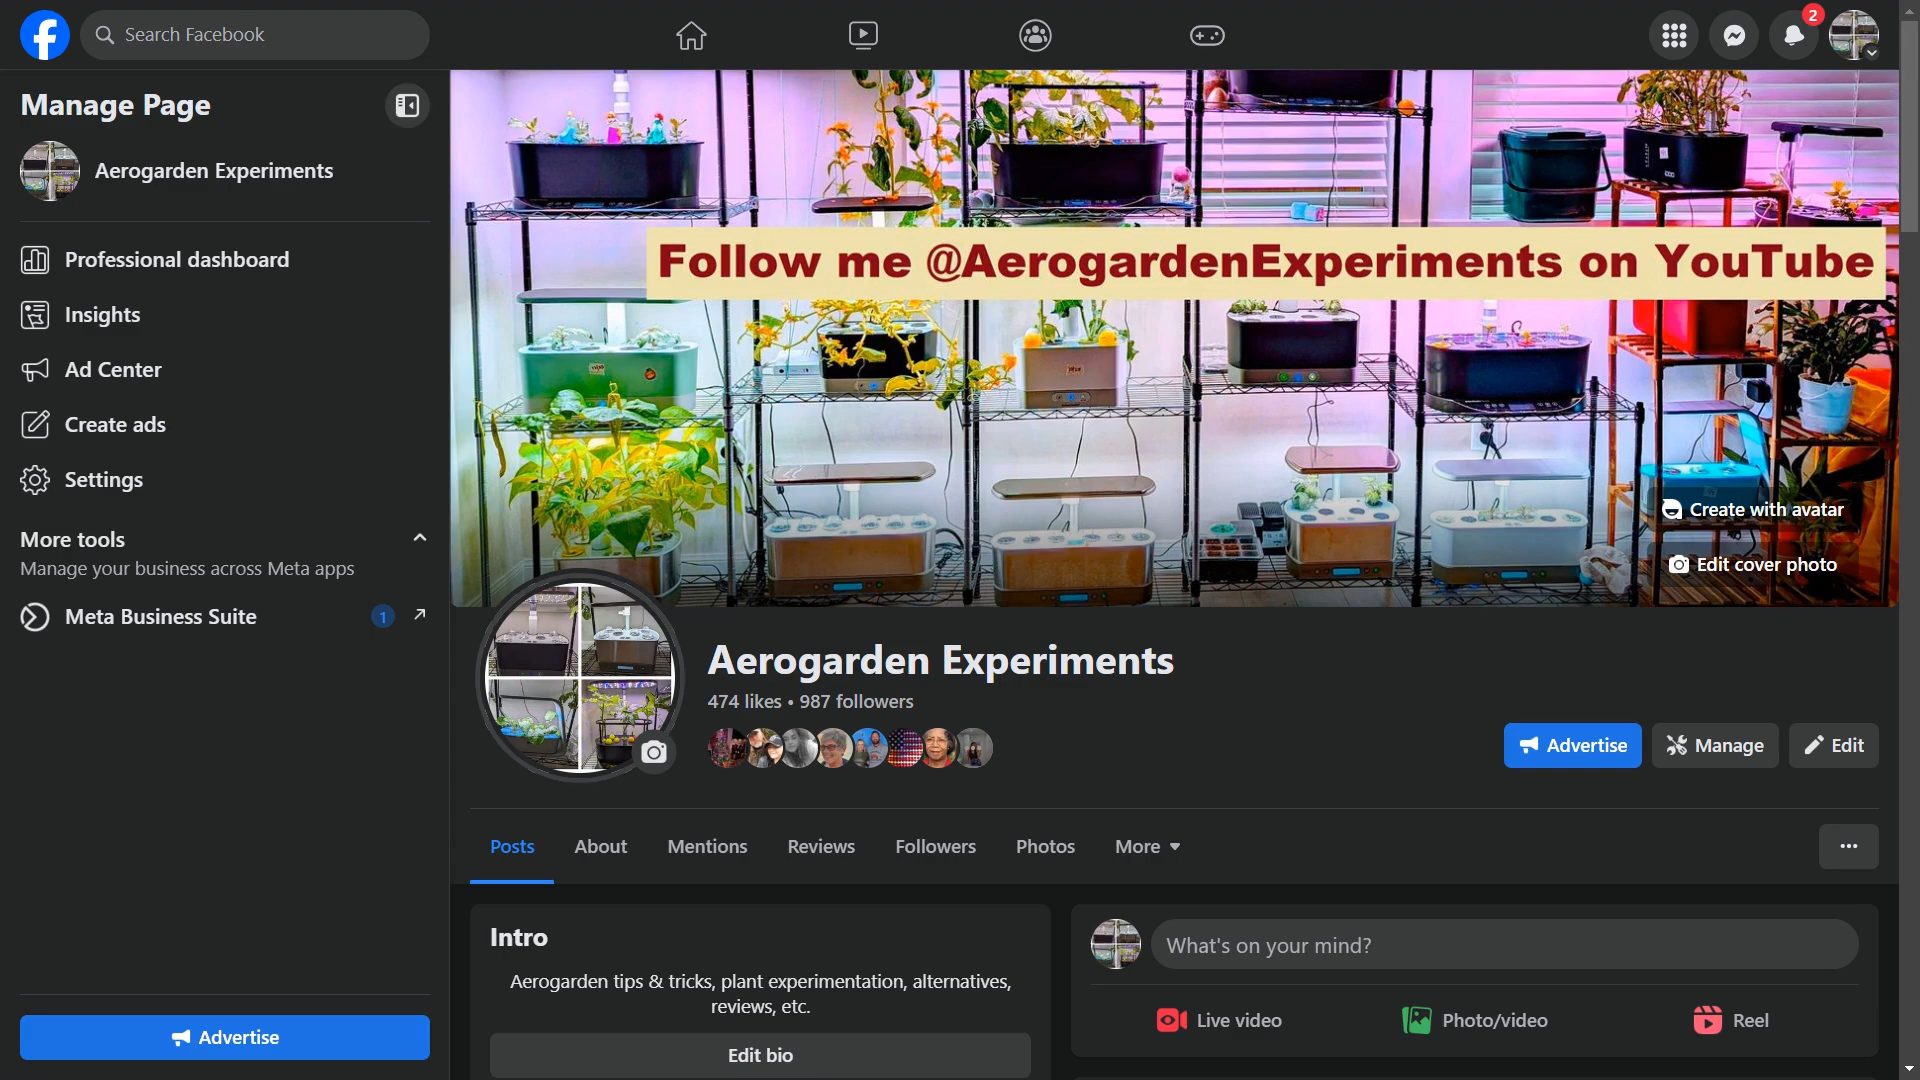 Search Facebook
2
Manage Page
Aerogarden Experiments
Professional dashboard
Insights
Ad Center
Create ads
Settings
More tools
Manage your business across Meta apps
Meta Business Suite 1
Advertise
Follow me @AerogardenExperiments on YouTube
Create with avatar
Edit cover photo
Aerogarden Experiments
474 likes • 987 followers
Advertise Manage Edit
Posts About Mentions Reviews Followers Photos More
Intro
Aerogarden tips & tricks, plant experimentation, alternatives,
reviews, etc.
Edit bio
What's on your mind?
Live video Photo/video Reel